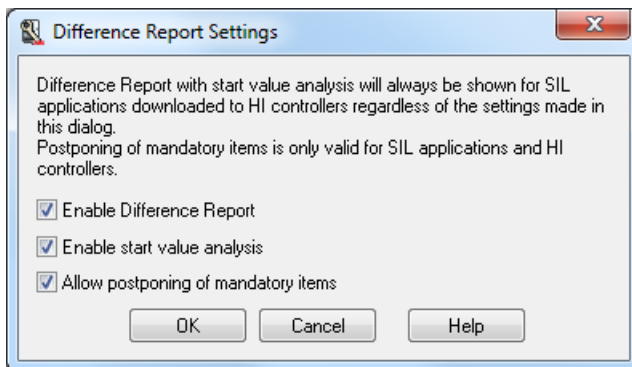 Difference Report Settings
Difference Report with start value analysis will always be shown for SIL
applications downloaded to HI controllers regardless of the settings made in
this dialog.
Postponing of mandatory items is only valid for SIL applications and HI
controllers.
Enable Difference Report
Enable start value analysis
Allow postponing of mandatory items
OK Cancel Help